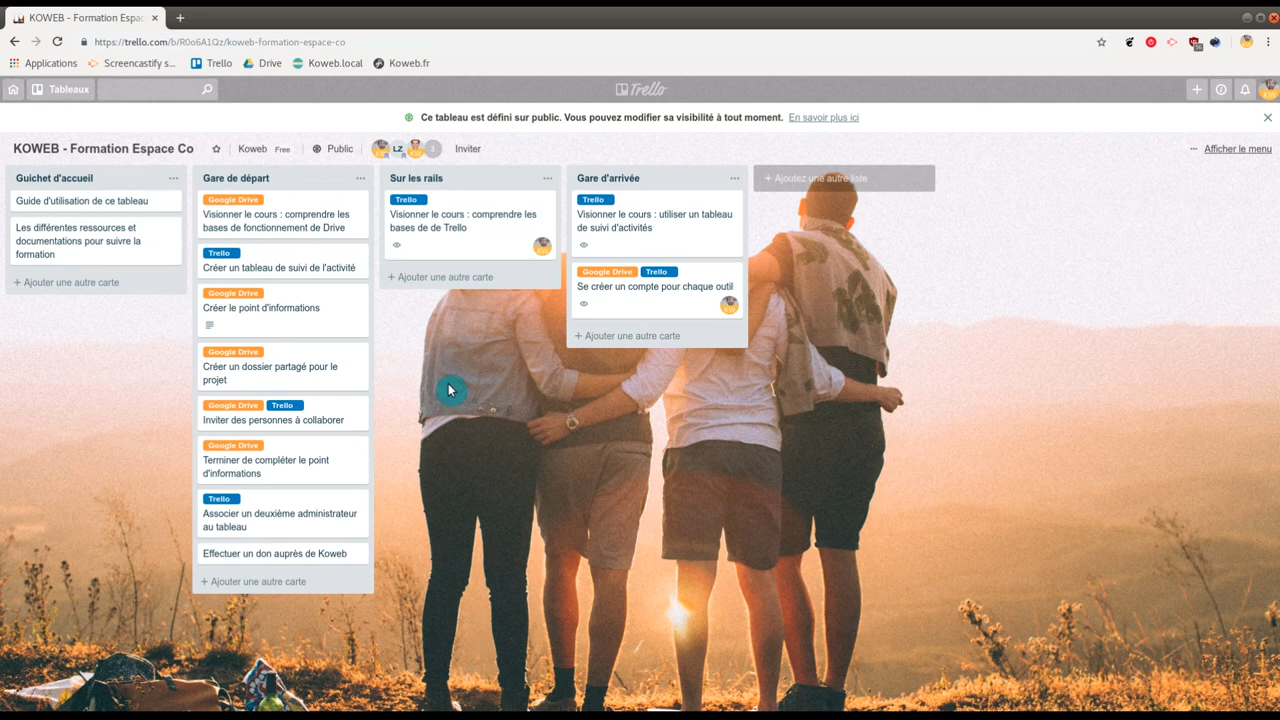 KOWEB - Formation Espac
https://trello.com/b/R0o6A1Qz/koweb-formation-espace-co
Applications
Screencastify s...
Trello
Drive
Koweb.local
Koweb.fr
Tableaux
Trello
Ce tableau est défini sur public. Vous pouvez modifier sa visibilité à tout moment. En savoir plus ici
KOWEB - Formation Espace Co
Koweb Free
Public
LZ
3
Inviter
Afficher le menu
Guichet d'accueil
Guide d'utilisation de ce tableau
Les différentes ressources et
documentations pour suivre la
formation
+ Ajouter une autre carte
Gare de départ
Google Drive
Visionner le cours : comprendre les
bases de fonctionnement de Drive
Trello
Créer un tableau de suivi de l'activité
Google Drive
Créer le point d'informations
Google Drive
Créer un dossier partagé pour le
projet
Google Drive Trello
Inviter des personnes à collaborer
Google Drive
Terminer de compléter le point
d'informations
Trello
Associer un deuxième administrateur
au tableau
Effectuer un don auprès de Koweb
+ Ajouter une autre carte
Sur les rails
Trello
Visionner le cours : comprendre les
bases de de Trello
+ Ajouter une autre carte
Gare d'arrivée
Trello
Visionner le cours : utiliser un tableau
de suivi d'activités
Google Drive Trello
Se créer un compte pour chaque outil
+ Ajouter une autre carte
+ Ajoutez une autre liste